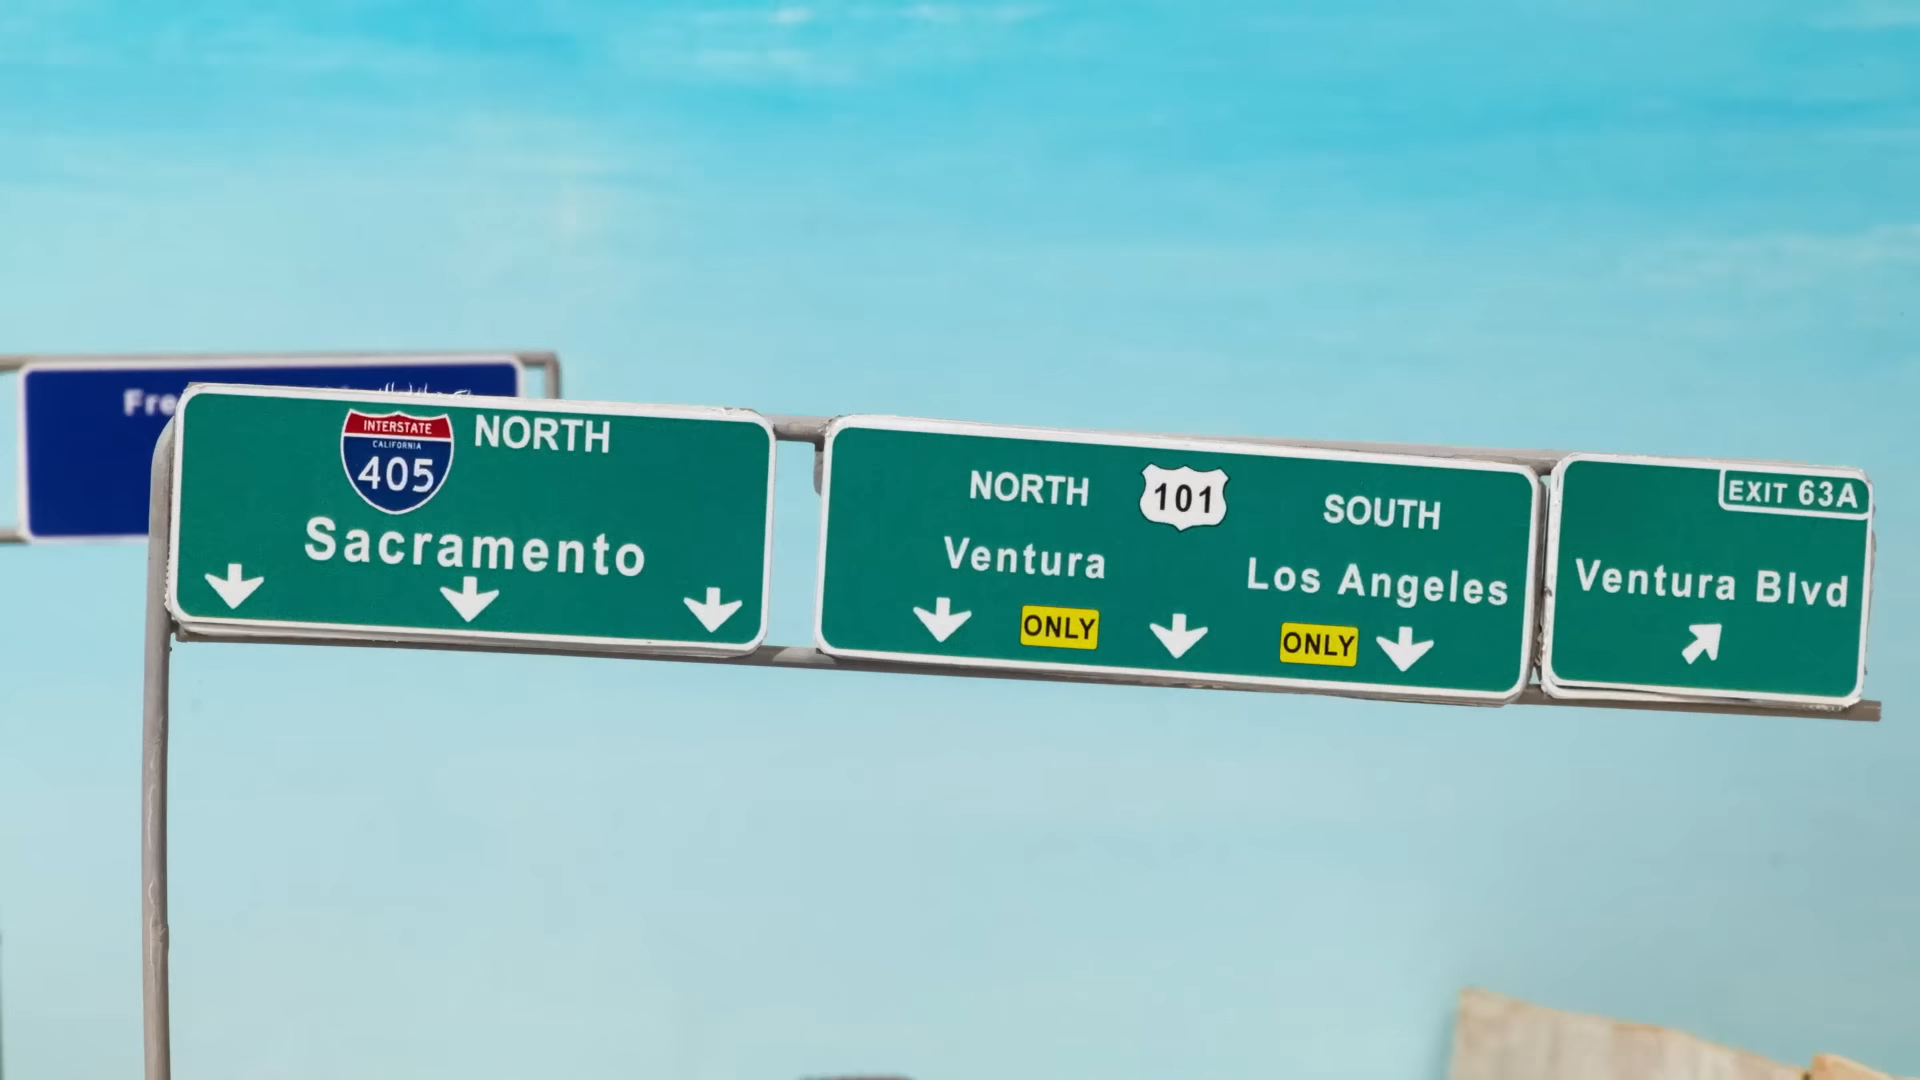 INTERSTATE
CALIFORNIA
405
NORTH
Sacramento
NORTH 101 SOUTH
Ventura Los Angeles
ONLY ONLY
EXIT 63A
Ventura Blvd